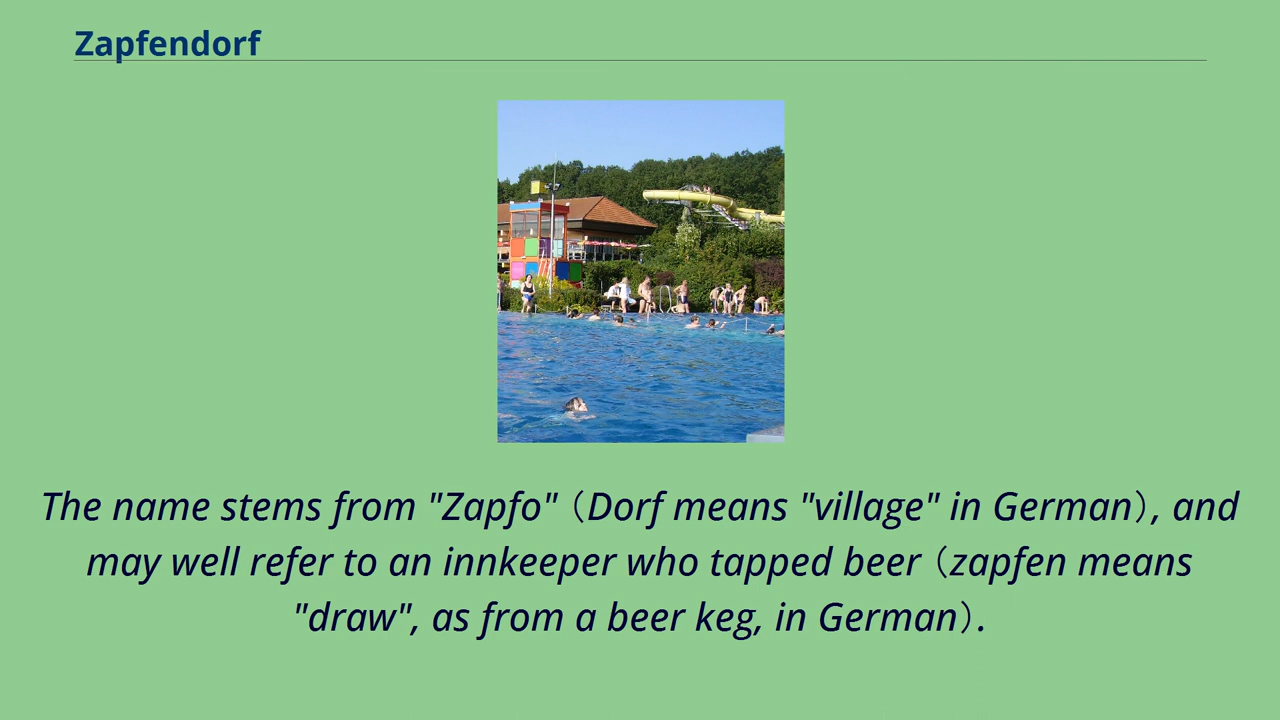 Zapfendorf
The name stems from "Zapfo" (Dorf means "village" in German), and
may well refer to an innkeeper who tapped beer (zapfen means
"draw", as from a beer keg, in German).